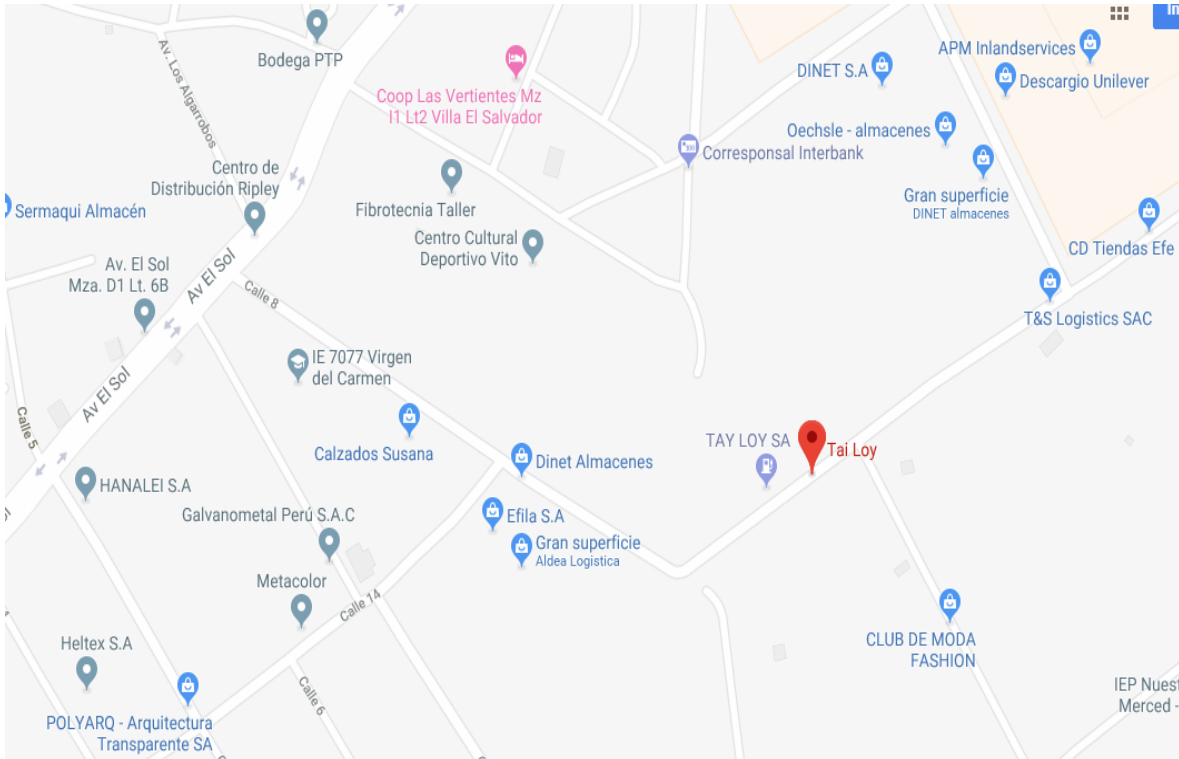 Bodega PTP
Av. Los Algarrobos
Coop Las Vertientes Mz
I1 Lt2 Villa El Salvador
DINET S.A
APM Inlandservices
Descargio Unilever
Oechsle - almacenes
Corresponsal Interbank
Gran superficie
DINET almacenes
Centro de
Distribución Ripley
Sermaqui Almacén
Fibrotecnia Taller
Centro Cultural
Deportivo Vito
CD Tiendas Efe
Av. El Sol
Mza. D1 Lt. 6B
Av El Sol
Calle 8
T&S Logistics SAC
IE 7077 Virgen
del Carmen
Av El Sol
Calle 5
Calzados Susana
TAY LOY SA
Tai Loy
Dinet Almacenes
HANALEI S.A
Galvanometal Perú S.A.C
Efila S.A
Gran superficie
Aldea Logistica
Metacolor
Calle 14
CLUB DE MODA
FASHION
Heltex S.A
Calle 6
POLYARQ - Arquitectura
Transparente SA
IEP Nuest
Merced -